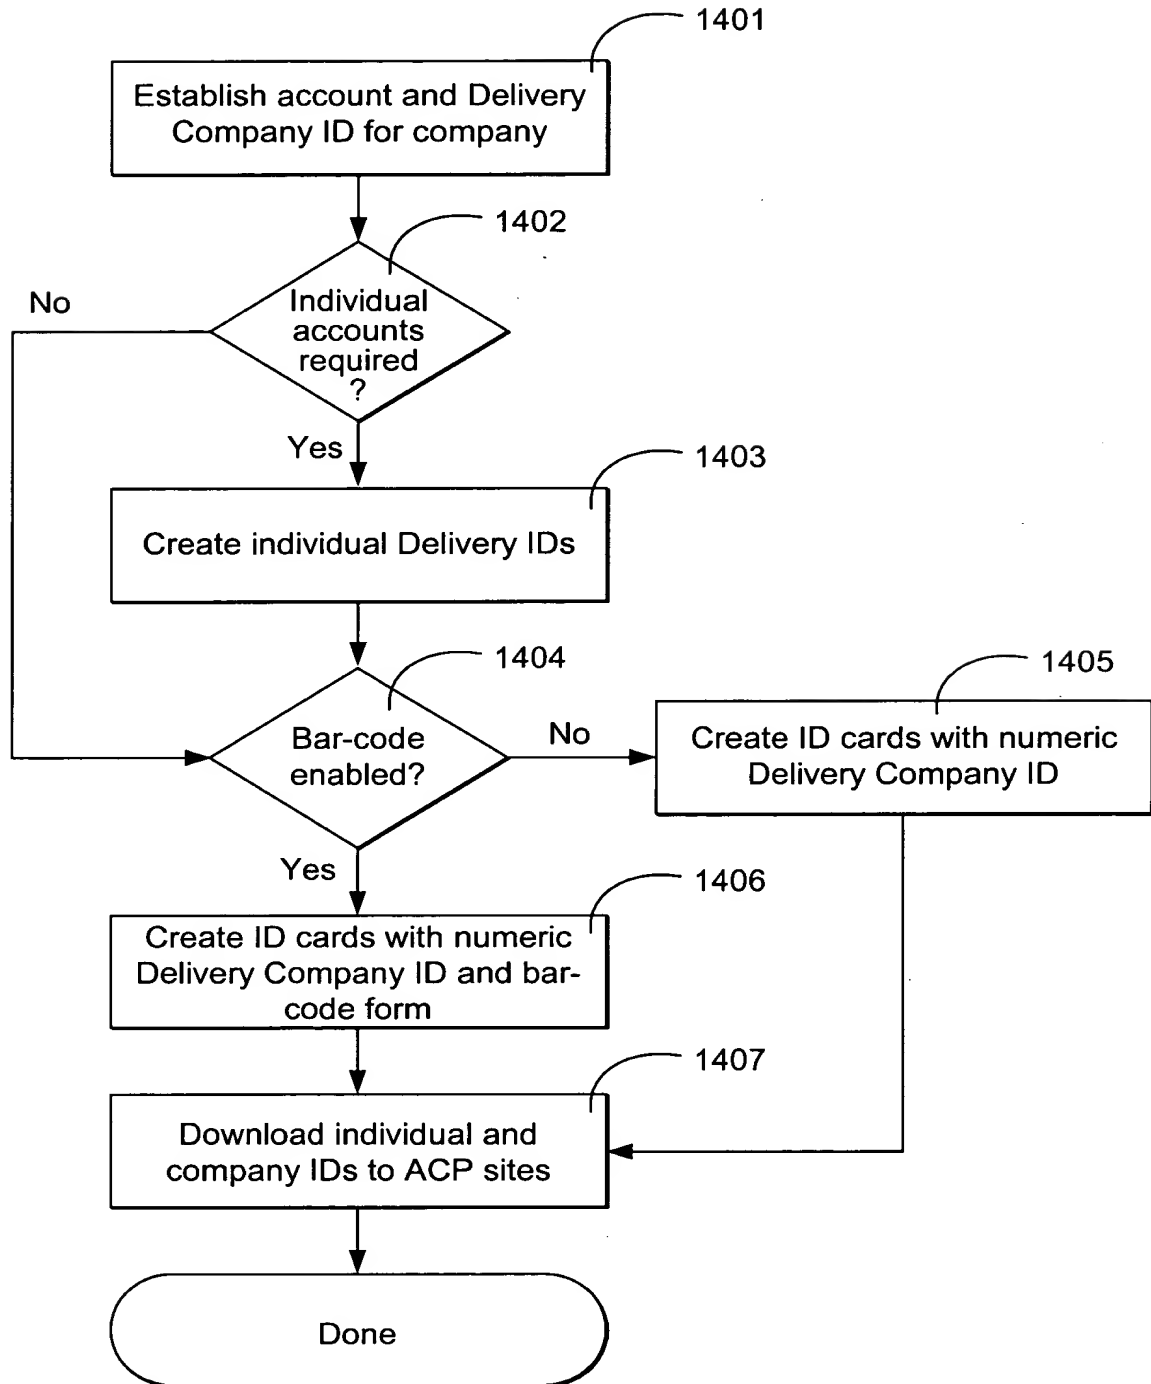 1401
Establish account and Delivery
Company ID for company
1402
No
Individual
accounts
required
?
Yes
1403
Create individual Delivery IDs
1404
1405
Bar-code
enabled?
No
Create ID cards with numeric
Delivery Company ID
Yes
1406
Create ID cards with numeric
Delivery Company ID and bar-
code form
1407
Download individual and
company IDs to ACP sites
Done